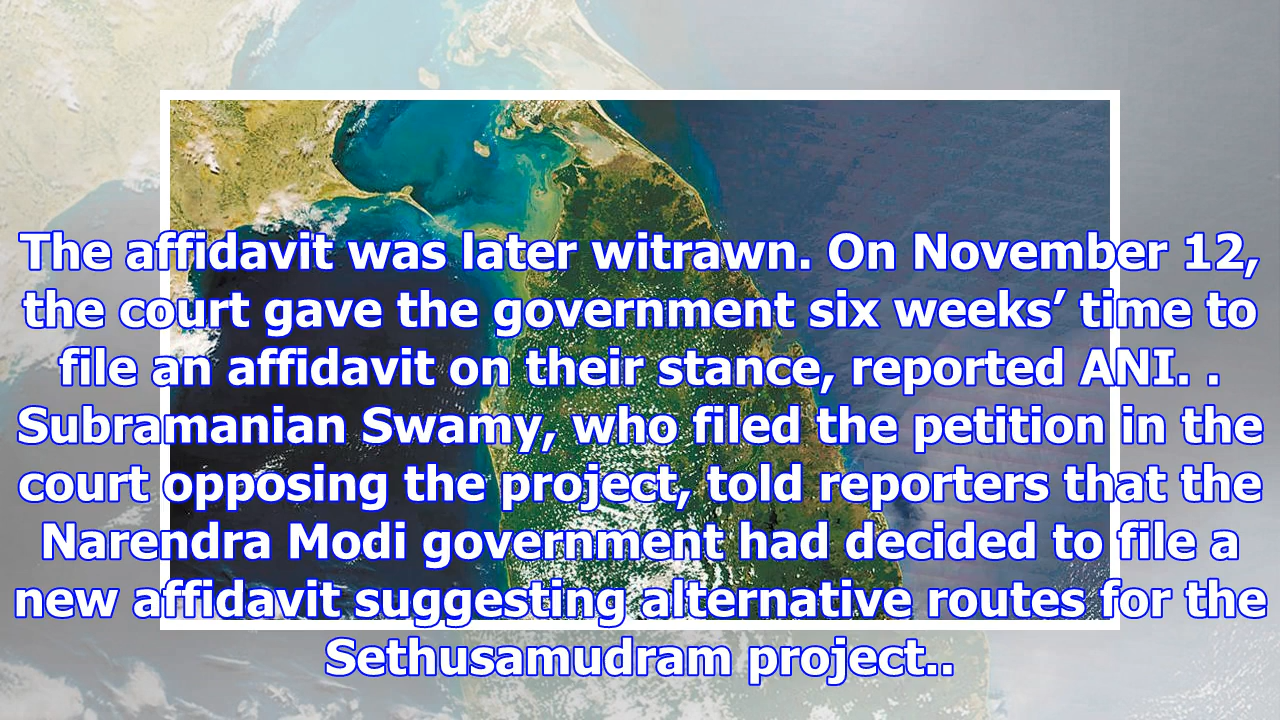 The affidavit was later witrawn. On November 12,
the court gave the government six weeks’ time to
file an affidavit on their stance, reported ANI. .
Subramanian Swamy, who filed the petition in the
court opposing the project, told reporters that the
Narendra Modi government had decided to file a
new affidavit suggesting alternative routes for the
Sethusamudram project..